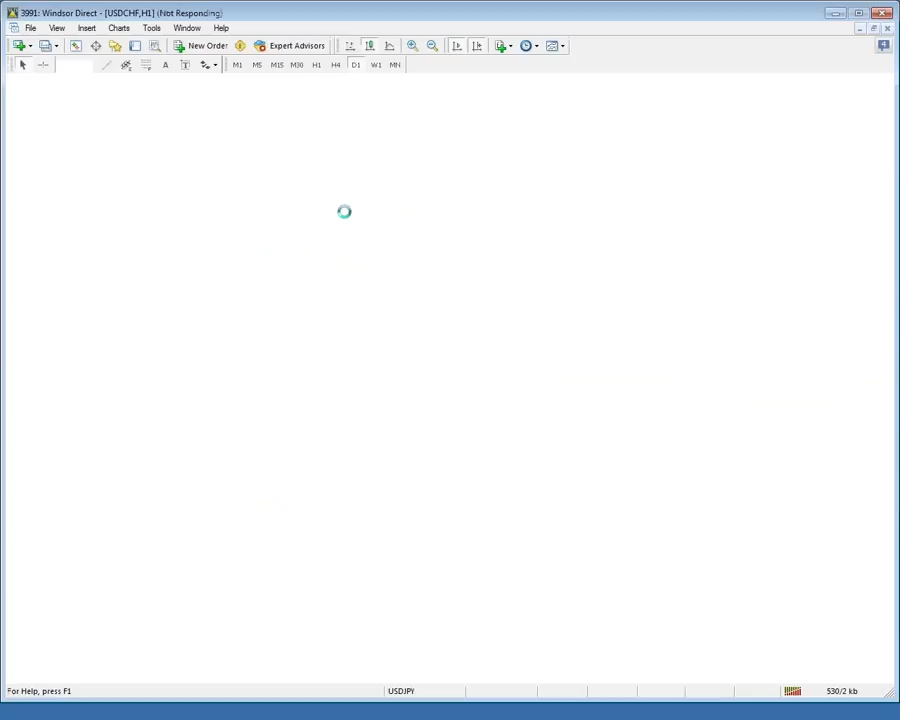 3991: Windsor Direct - [USDCHF,H1] (Not Responding)
File View Insert Charts Tools Window Help
New Order Expert Advisors
4
A T M1 M5 M15 M30 H1 H4 D1 W1 MN
For Help, press F1 USDJPY 530/2 kb